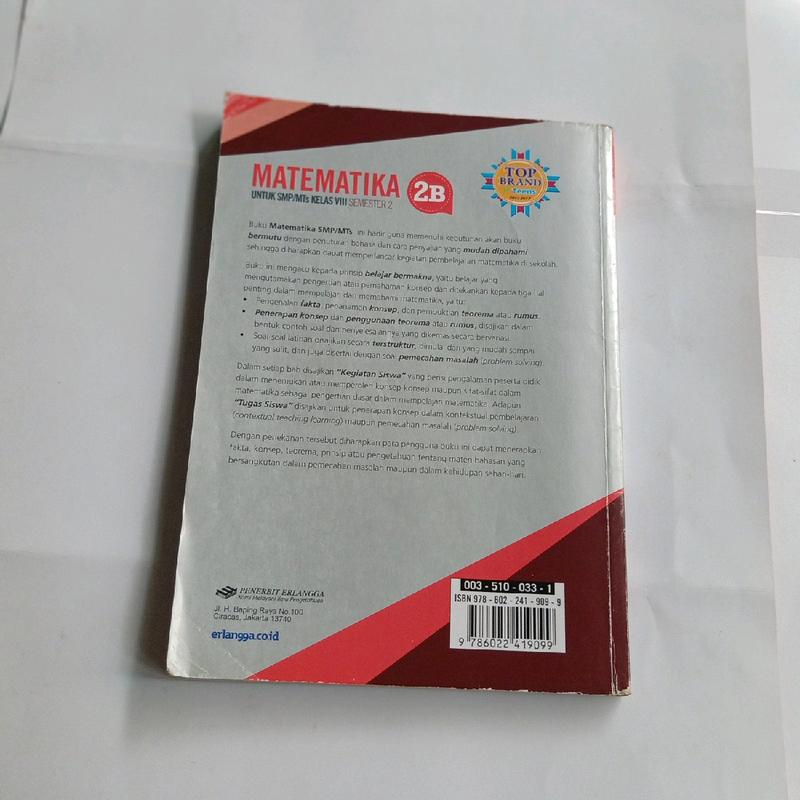 MATEMATIKA 2B
UNTUK SMP/MTs KELAS VIII SEMESTER 2
TOP
BRAND
Teens
Buku Matematika SMP/MTs ini hadir guna memenuhi kebutuhan akan buku
bermutu dengan penuturan bahasa dan cara penyajian yang mudah dipahami
sehingga diharapkan dapat memperlancar kegiatan pembelajaran matematika di sekolah.
Buku ini mengacu kepada prinsip belajar bermakna, yaitu belajar yang
mengutamakan pengertian atau pemahaman konsep dan ditekankan kepada tiga hal
penting dalam mempelajari dan memahami matematika, yaitu:
• Pengenalan fakta, penanaman konsep, dan pembuktian teorema atau rumus.
• Penerapan konsep dan penggunaan teorema atau rumus, disajikan dalam
bentuk contoh soal dan penyelesaiannya yang dikemas secara bervariasi.
• Soal-soal latihan disajikan secara terstruktur, dimulai dari yang mudah sampai
yang sulit, dan juga disertai dengan soal pemecahan masalah (problem solving).
Dalam setiap bab disajikan "Kegiatan Siswa" yang berisi pengalaman peserta didik
dalam menemukan atau memperoleh konsep-konsep maupun sifat-sifat dalam
matematika sebagai pengertian dasar dalam mempelajari matematika. Adapun
"Tugas Siswa" disajikan untuk penerapan konsep dalam kontekstual pembelajaran
(contextual teaching learning) maupun pemecahan masalah (problem solving).
Dengan penekanan tersebut diharapkan para pengguna buku ini dapat menerapkan
fakta, konsep, teorema, prinsip atau pengetahuan tentang materi bahasan yang
bersangkutan dalam pemecahan masalah maupun dalam kehidupan sehari-hari.
PENERBIT ERLANGGA
Kami Melayani Ilmu Pengetahuan
Jl. H. Baping Raya No.100
Ciracas, Jakarta 13740
erlangga.co.id
003 - 510 - 033 - 1
ISBN 978 - 602 - 241 - 909 - 9
9 786022 419099